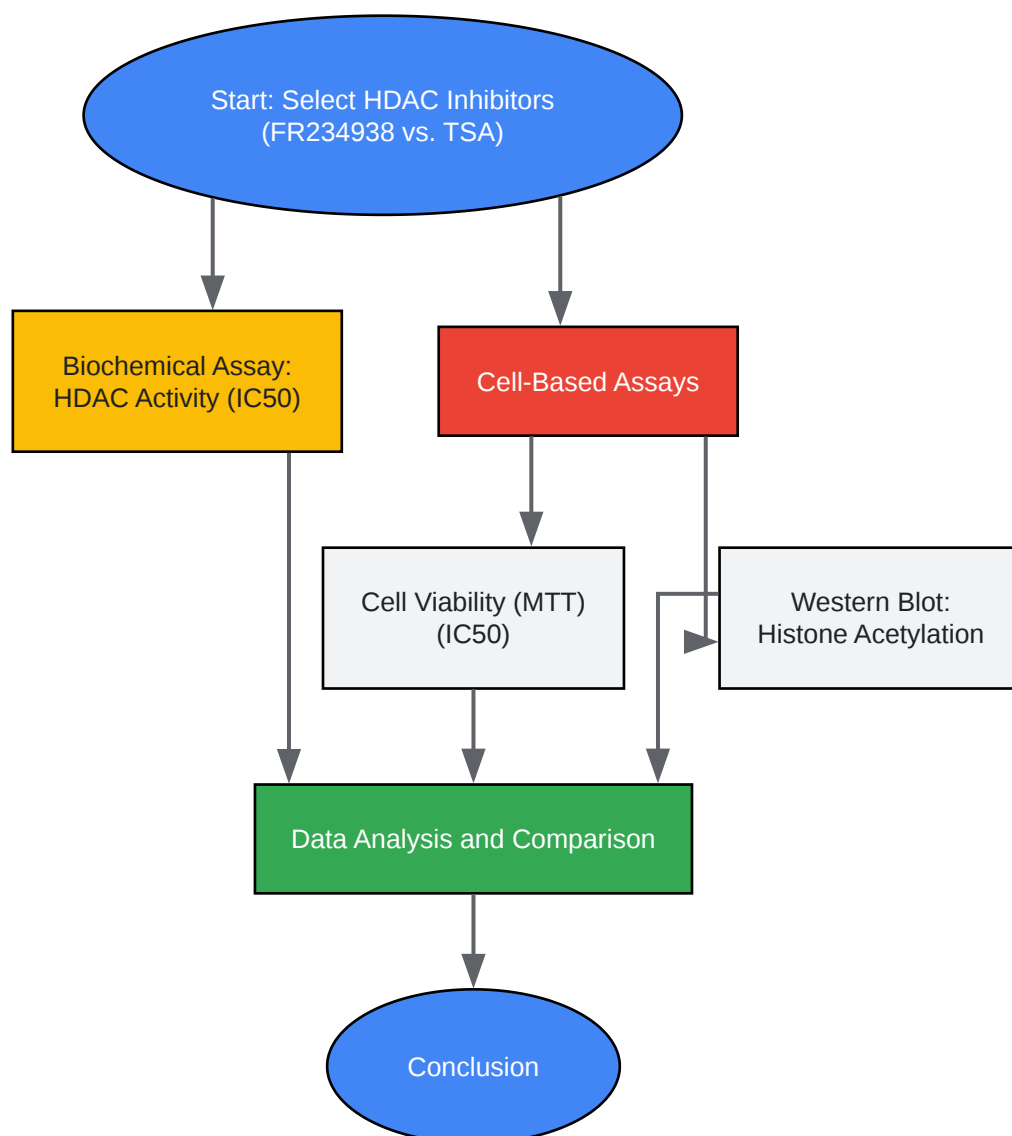 Start: Select HDAC Inhibitors
(FR234938 vs. TSA)
Biochemical Assay:
HDAC Activity (IC50)
Cell-Based Assays
Cell Viability (MTT)
(IC50)
Western Blot:
Histone Acetylation
Data Analysis and Comparison
Conclusion